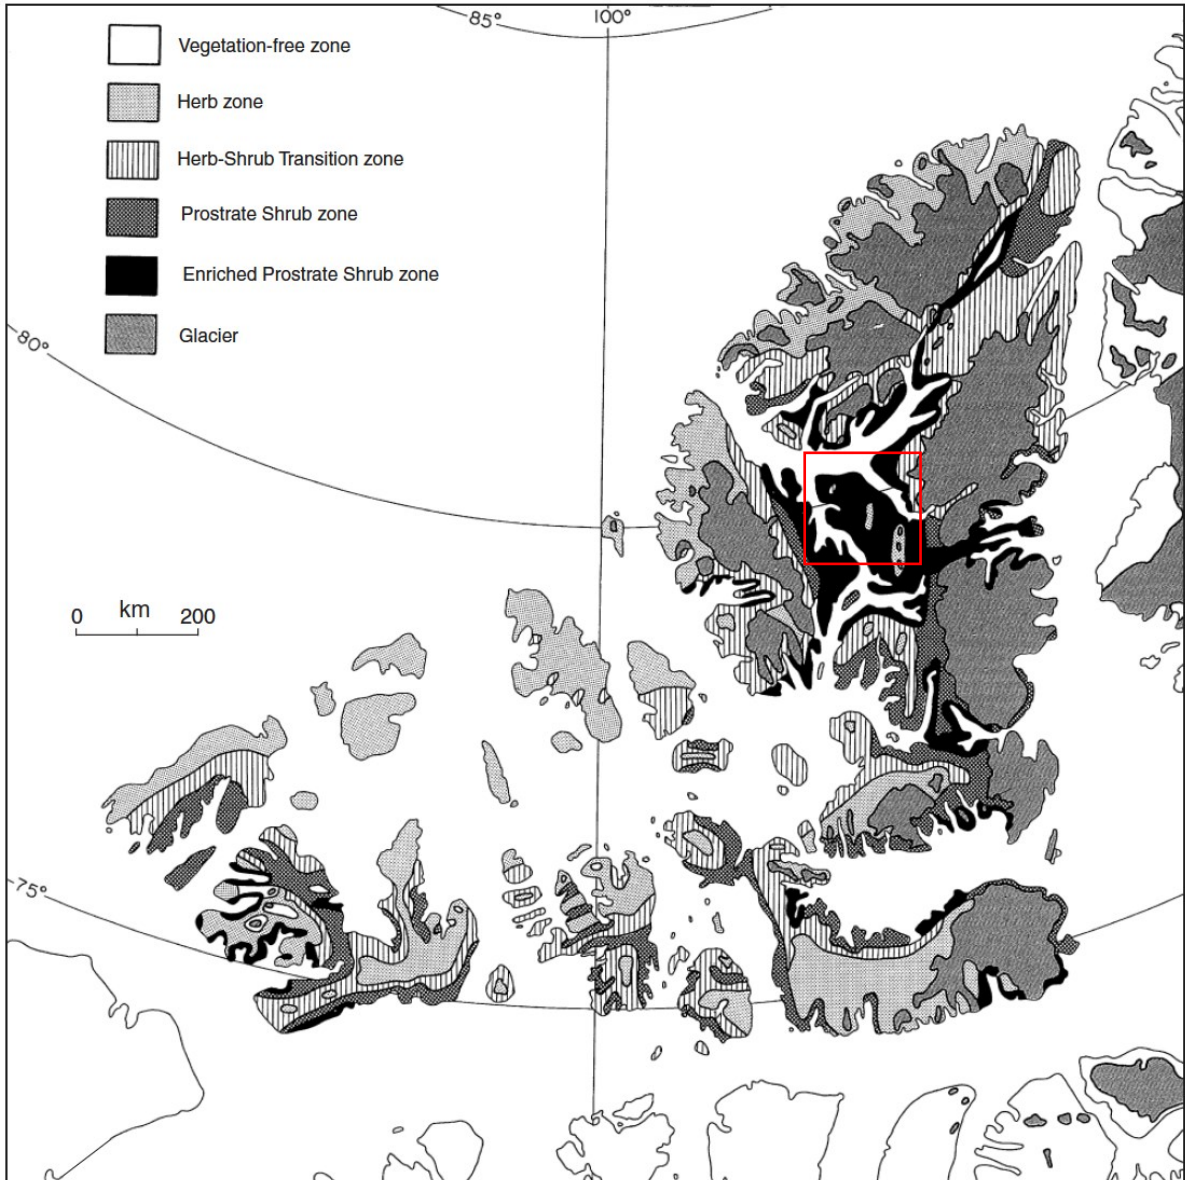 85°
100°
Vegetation-free zone
Herb zone
Herb-Shrub Transition zone
Prostrate Shrub zone
Enriched Prostrate Shrub zone
Glacier
80°
km
0 200
75°